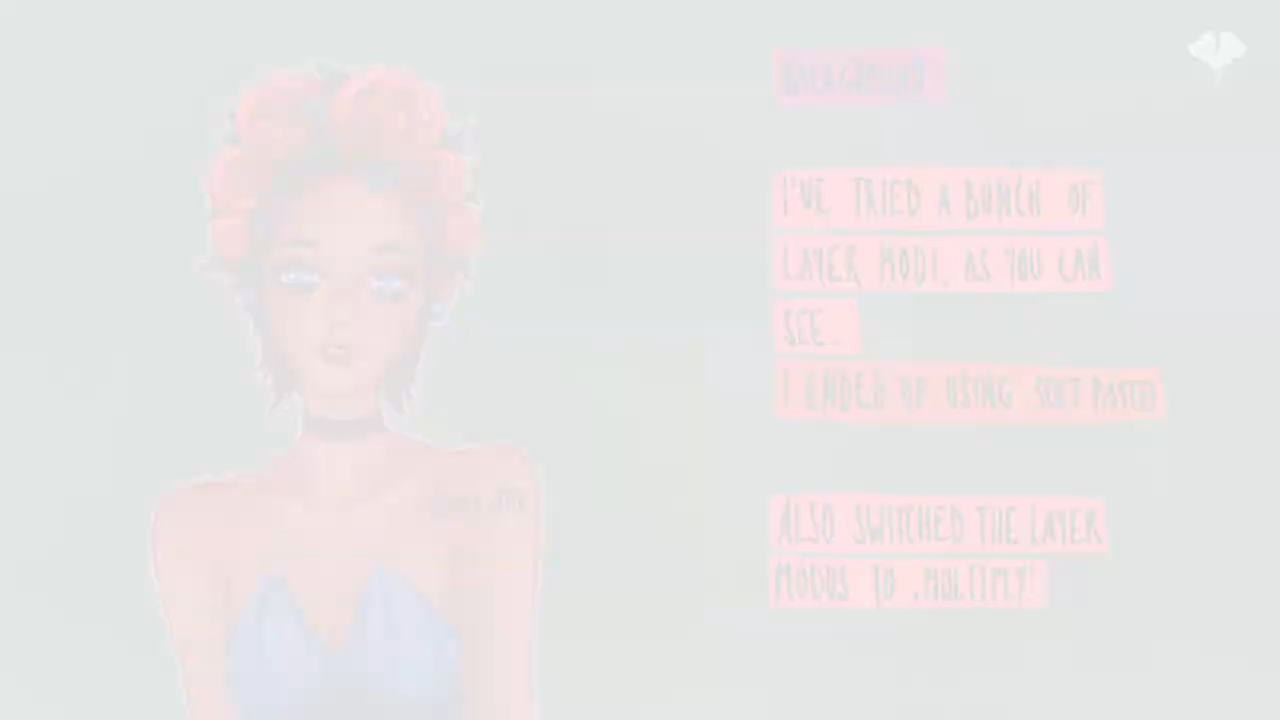 BACKGROUND
I'VE TRIED A BUNCH OF
LAYER MODI, AS YOU CAN
SEE...
I ENDED UP USING SOFT PASTEL
ALSO SWITCHED THE LAYER
MODUS TO „MULTIPLY"